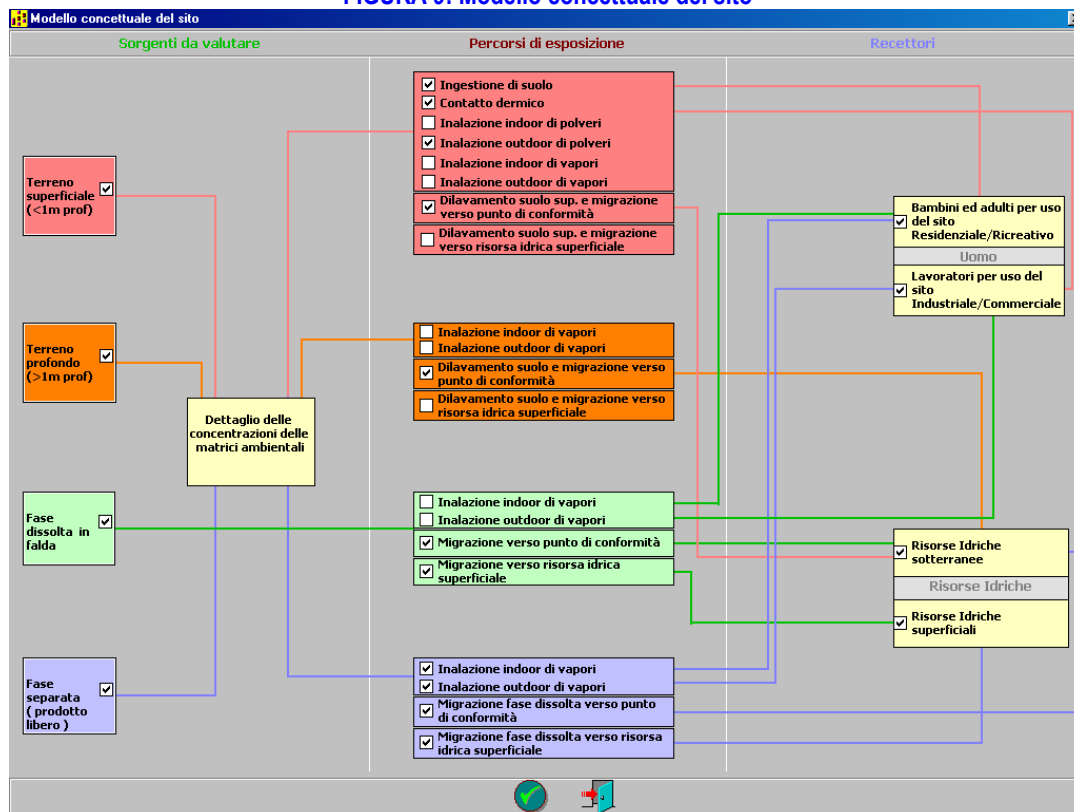 FIGURA 9: Modello concettuale del sito
Modello concettuale del sito
Sorgenti da valutare
Percorsi di esposizione
Recettori
Terreno
superficiale
(<1m prof)
Terreno
profondo
(>1m prof)
Dettaglio delle
concentrazioni delle
matrici ambientali
Fase
dissolta in
falda
Fase
separata
( prodotto
libero )
Ingestione di suolo
Contatto dermico
Inalazione indoor di polveri
Inalazione outdoor di polveri
Inalazione indoor di vapori
Inalazione outdoor di vapori
Dilavamento suolo sup. e migrazione
verso punto di conformità
Dilavamento suolo sup. e migrazione
verso risorsa idrica superficiale
Inalazione indoor di vapori
Inalazione outdoor di vapori
Dilavamento suolo e migrazione verso
punto di conformità
Dilavamento suolo e migrazione verso
risorsa idrica superficiale
Inalazione indoor di vapori
Inalazione outdoor di vapori
Migrazione verso punto di conformità
Migrazione verso risorsa idrica
superficiale
Inalazione indoor di vapori
Inalazione outdoor di vapori
Migrazione fase dissolta verso punto
di conformità
Migrazione fase dissolta verso risorsa
idrica superficiale
Bambini ed adulti per uso
del sito
Residenziale/Ricreativo
Uomo
Lavoratori per uso del
sito
Industriale/Commerciale
Risorse Idriche
sotterranee
Risorse Idriche
Risorse Idriche
superficiali